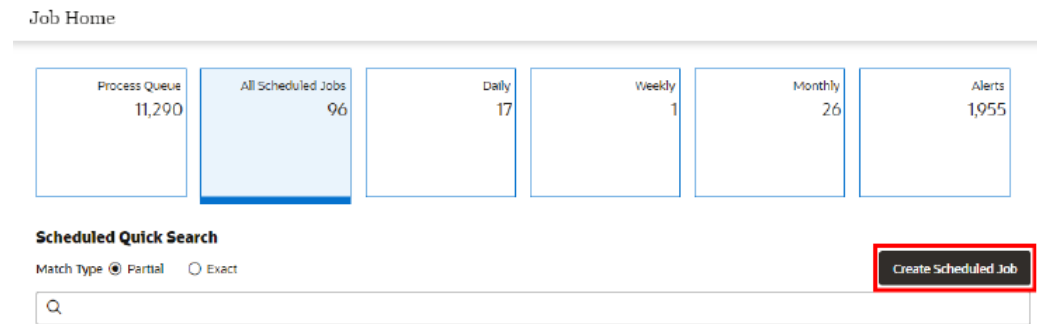 Job Home
Process Queue
11,290
All Scheduled Jobs
96
Daily
17
Weekly
1
Monthly
26
Alerts
1,955
Scheduled Quick Search
Match Type Partial Exact
Create Scheduled Job